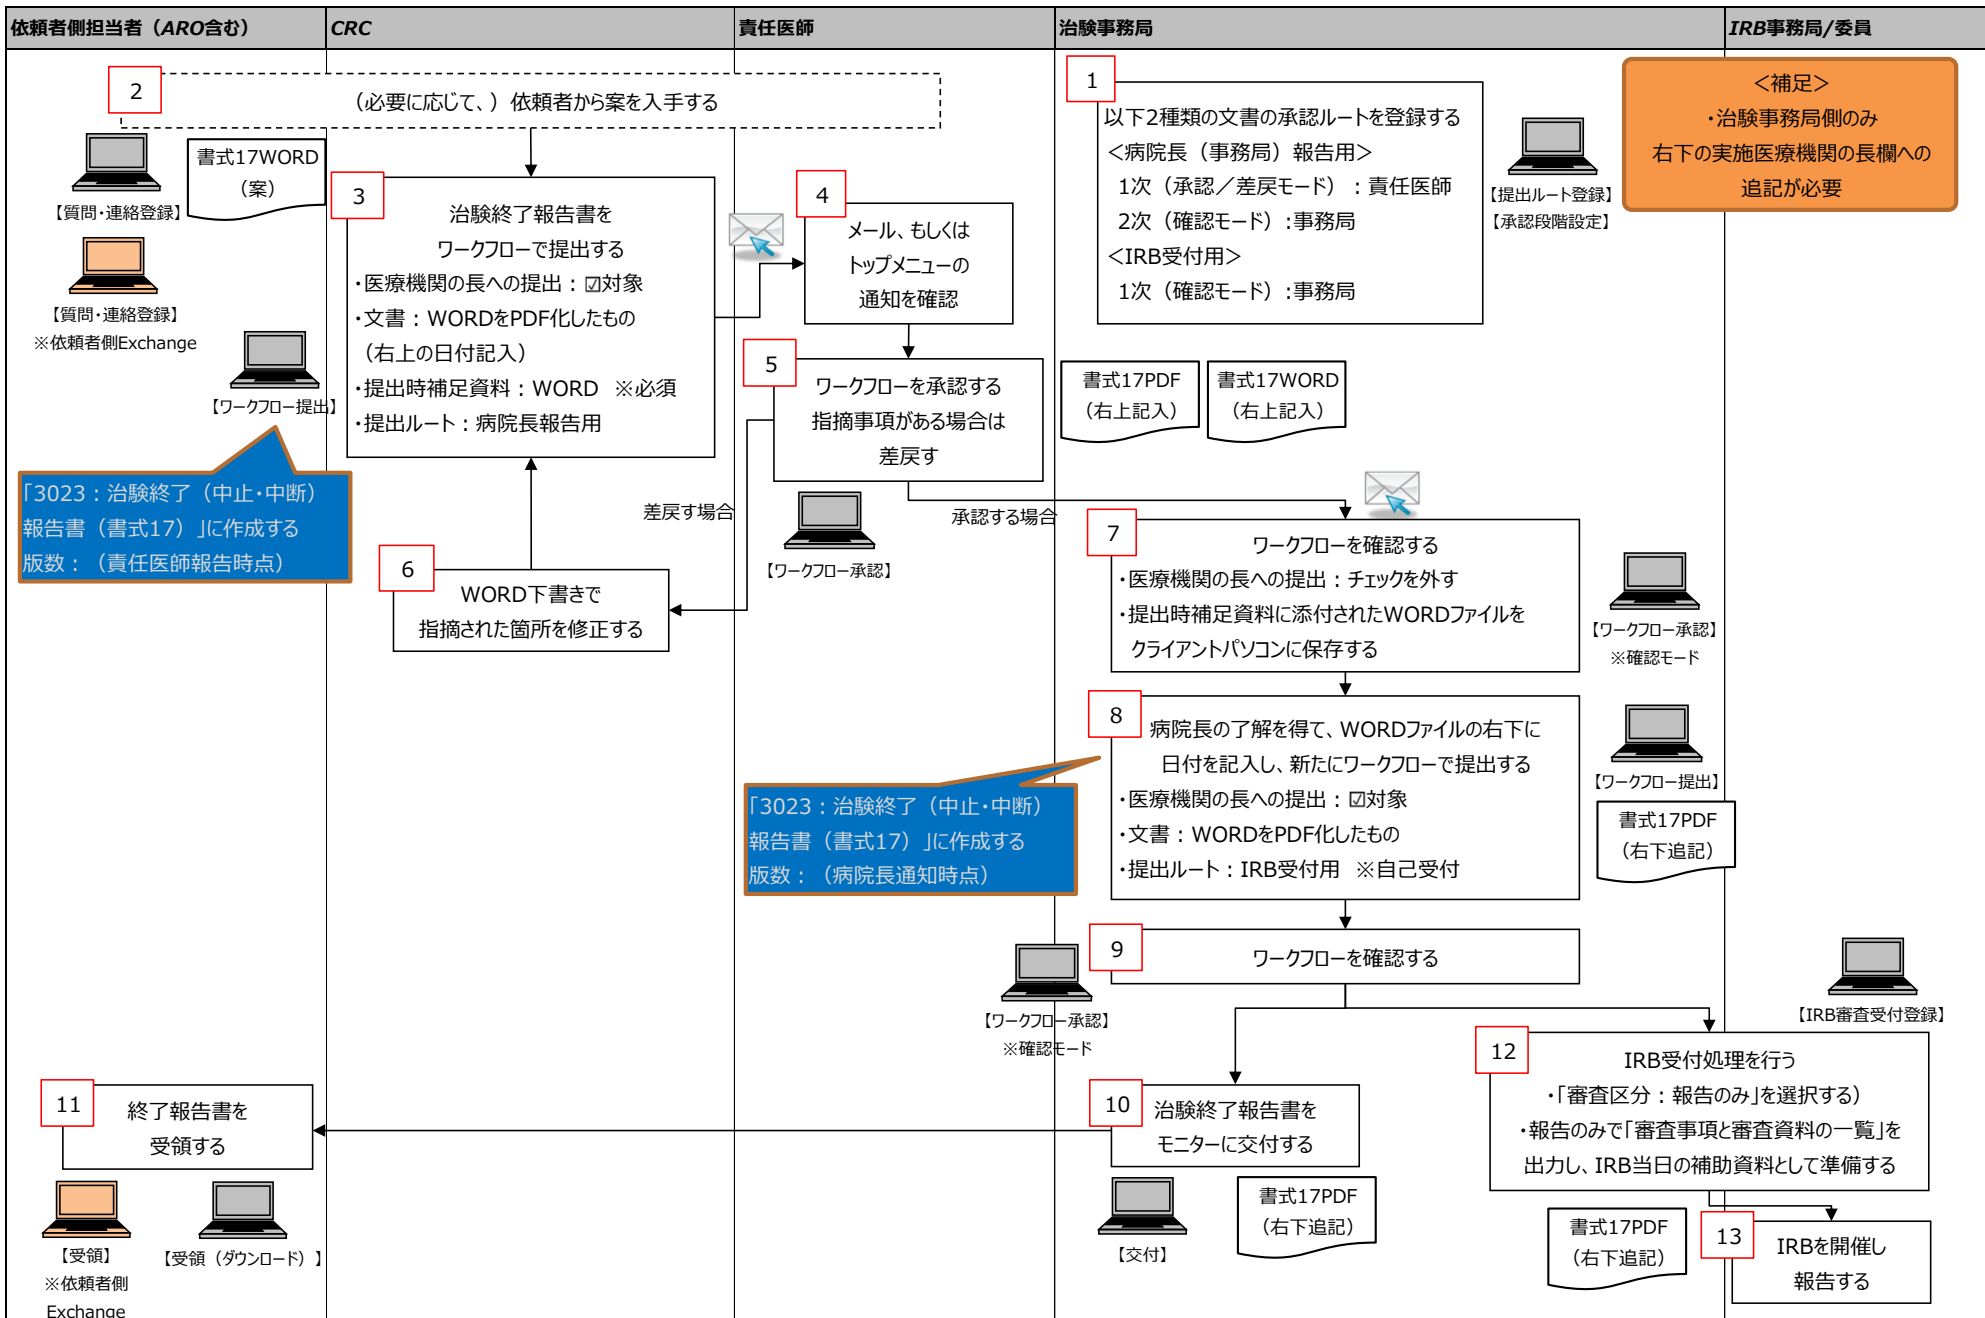 依頼者側担当者（ARO含む）
CRC
責任医師
治験事務局
IRB事務局/委員
2
（必要に応じて、）依頼者から案を入手する
1
以下2種類の文書の承認ルートを登録する
＜病院長（事務局）報告用＞
1次（承認／差戻モード）：責任医師
2次（確認モード）:事務局
＜IRB受付用＞
1次（確認モード）:事務局
【提出ルート登録】
【承認段階設定】
＜補足＞
・治験事務局側のみ
右下の実施医療機関の長欄への
追記が必要
【質問・連絡登録】
書式17WORD
（案）
【質問・連絡登録】
※依頼者側Exchange
【ワークフロー提出】
3
治験終了報告書を
ワークフローで提出する
・医療機関の長への提出：☑対象
・文書：WORDをPDF化したもの
（右上の日付記入）
・提出時補足資料：WORD　※必須
・提出ルート：病院長報告用
4
メール、もしくは
トップメニューの
通知を確認
5
ワークフローを承認する
指摘事項がある場合は
差戻す
書式17PDF
（右上記入）
書式17WORD
（右上記入）
「3023：治験終了（中止・中断）
報告書（書式17）」に作成する
版数：（責任医師報告時点）
差戻す場合
【ワークフロー承認】
承認する場合
6
WORD下書きで
指摘された箇所を修正する
7
ワークフローを確認する
・医療機関の長への提出：チェックを外す
・提出時補足資料に添付されたWORDファイルを
クライアントパソコンに保存する
【ワークフロー承認】
※確認モード
8
病院長の了解を得て、WORDファイルの右下に
日付を記入し、新たにワークフローで提出する
・医療機関の長への提出：☑対象
・文書：WORDをPDF化したもの
・提出ルート：IRB受付用　※自己受付
【ワークフロー提出】
書式17PDF
（右下追記）
「3023：治験終了（中止・中断）
報告書（書式17）」に作成する
版数：（病院長通知時点）
9
ワークフローを確認する
【ワークフロー承認】
※確認モード
【IRB審査受付登録】
12
IRB受付処理を行う
・「審査区分：報告のみ」を選択する）
・報告のみで「審査事項と審査資料の一覧」を
出力し、IRB当日の補助資料として準備する
10
治験終了報告書を
モニターに交付する
11
終了報告書を
受領する
【受領】
※依頼者側
Exchange
【受領（ダウンロード）】
【交付】
書式17PDF
（右下追記）
書式17PDF
（右下追記）
13
IRBを開催し
報告する